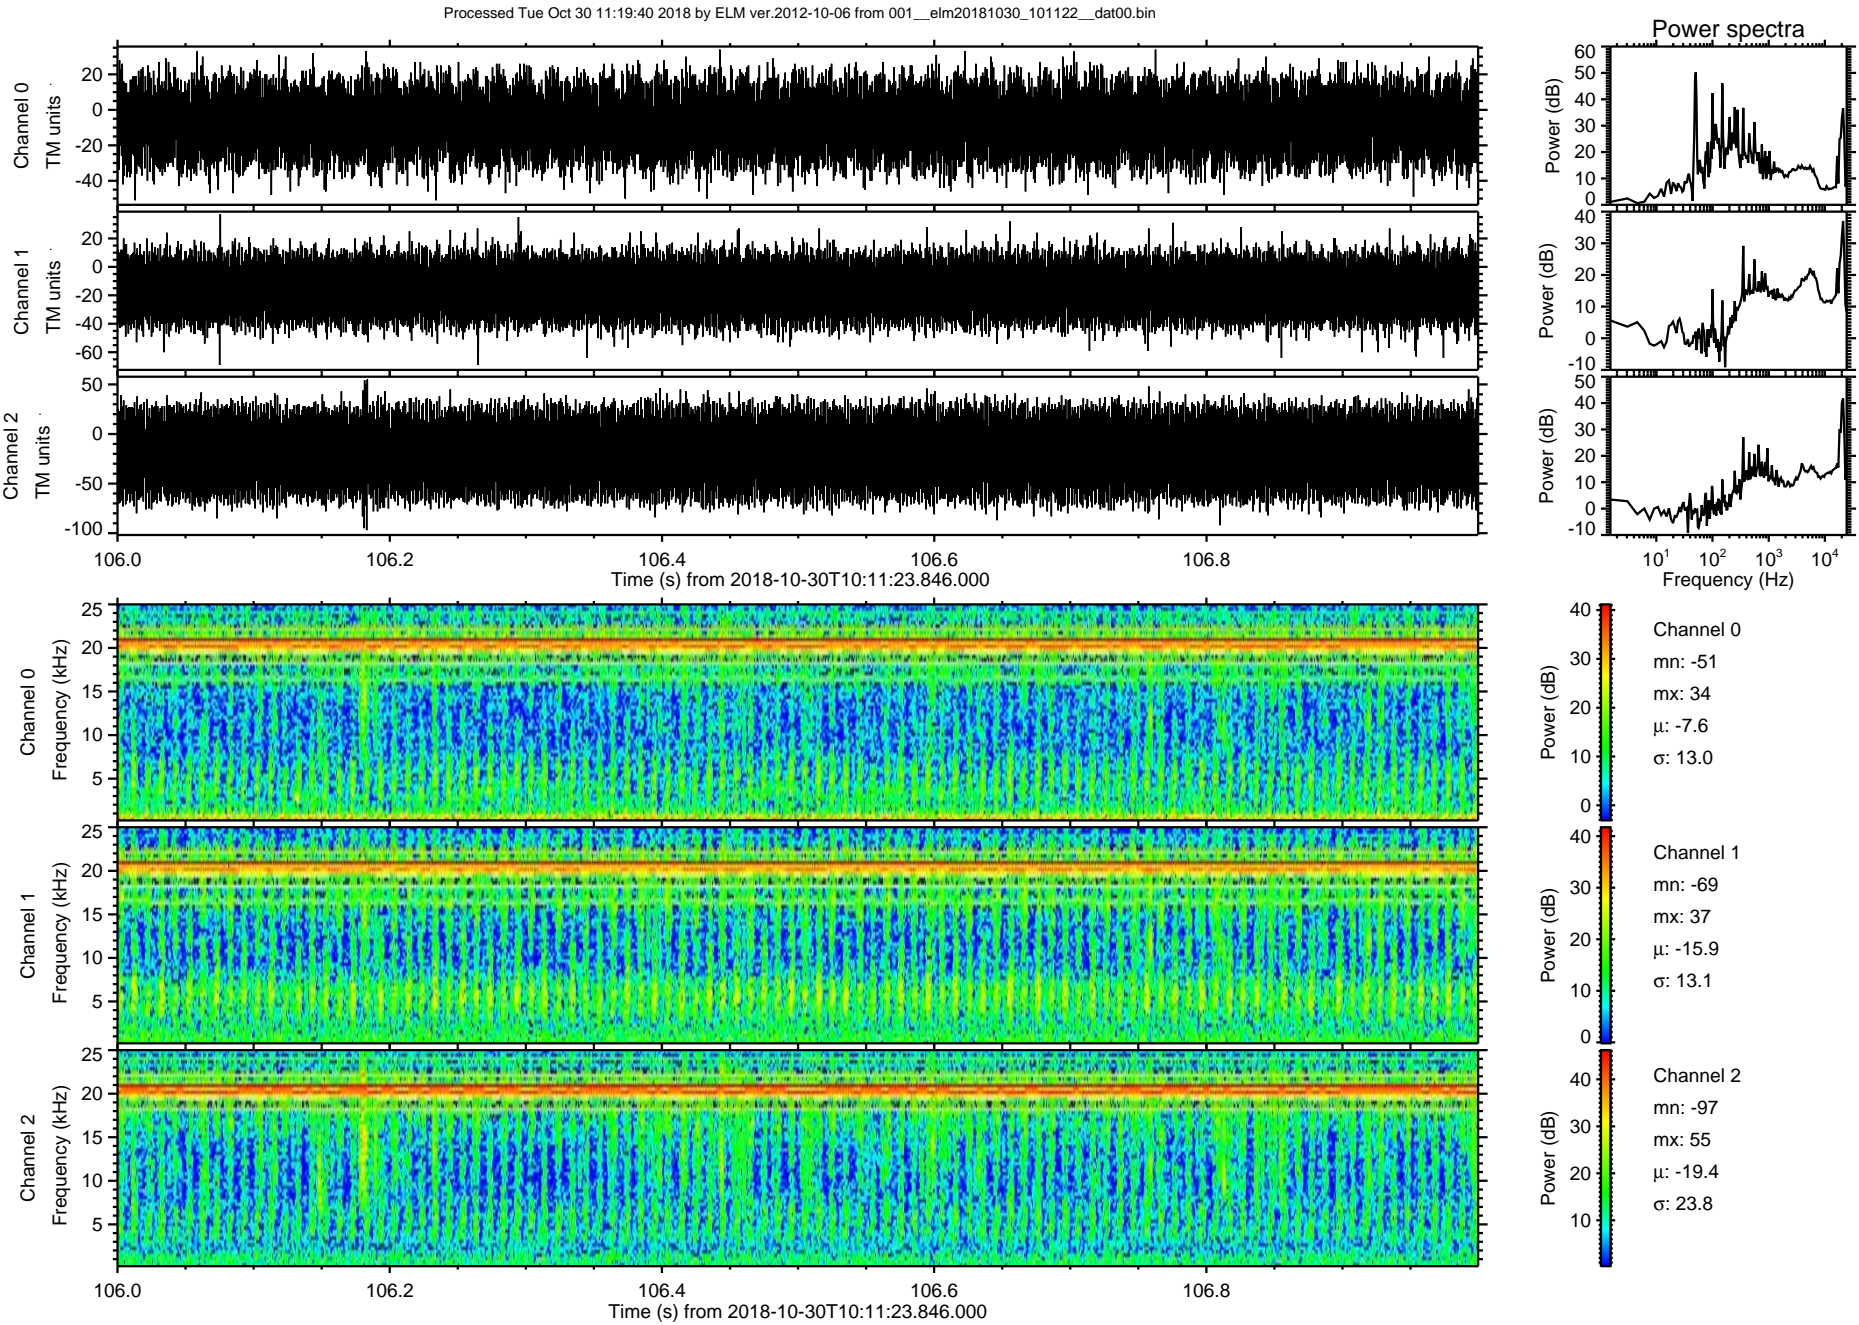 Processed Tue Oct 30 11:19:40 2018 by ELM ver.2012-10-06 from 001__elm20181030_101122__dat00.bin
Power spectra
Channel 0
TM units
20
0
-20
-40
Power (dB)
60
50
40
30
20
10
0
Channel 1
TM units
20
0
-20
-40
-60
Power (dB)
40
30
20
10
0
-10
Channel 2
TM units
50
0
-50
-100
Power (dB)
50
40
30
20
10
0
-10
106.0 106.2 106.4 106.6 106.8
Time (s) from 2018-10-30T10:11:23.846.000
10^1 10^2 10^3 10^4
Frequency (Hz)
Channel 0
Frequency (kHz)
25
20
15
10
5
Power (dB)
40
30
20
10
0
Channel 0
mn: -51
mx: 34
μ: -7.6
σ: 13.0
Channel 1
Frequency (kHz)
25
20
15
10
5
Power (dB)
40
30
20
10
0
Channel 1
mn: -69
mx: 37
μ: -15.9
σ: 13.1
Channel 2
Frequency (kHz)
25
20
15
10
5
Power (dB)
40
30
20
10
Channel 2
mn: -97
mx: 55
μ: -19.4
σ: 23.8
106.0 106.2 106.4 106.6 106.8
Time (s) from 2018-10-30T10:11:23.846.000